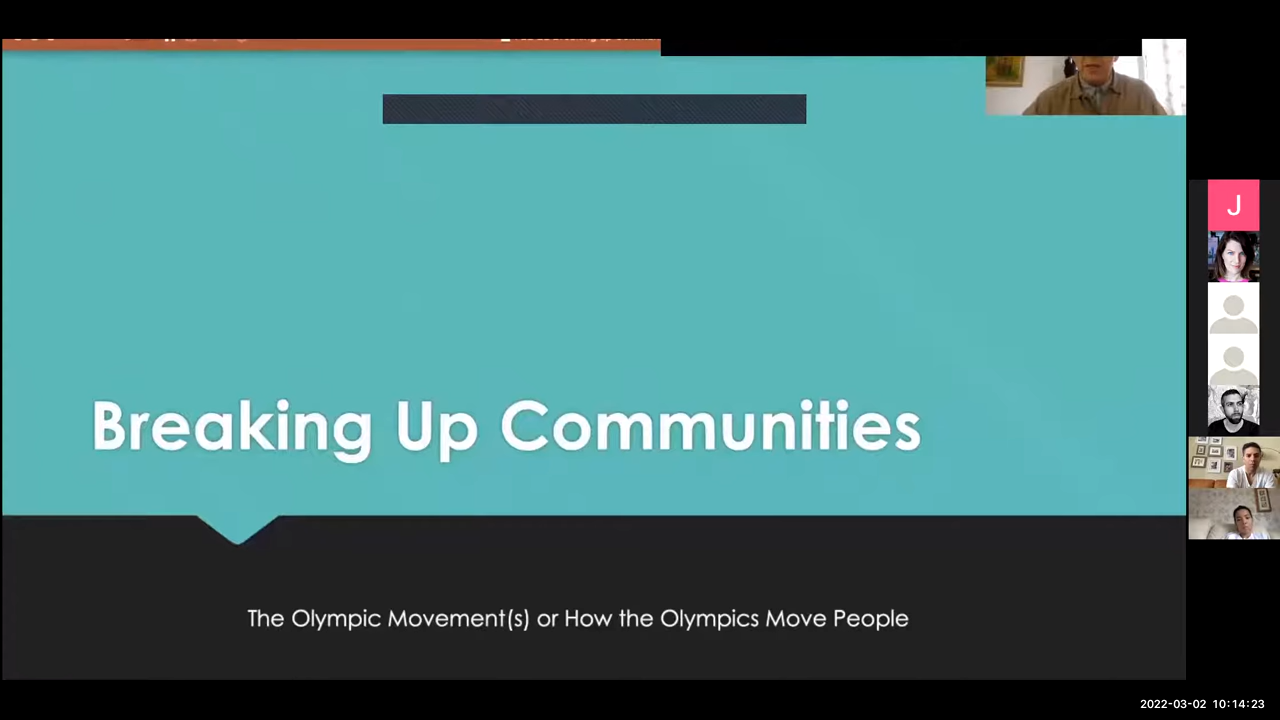 J
Breaking Up Communities
The Olympic Movement(s) or How the Olympics Move People
2022-03-02 10:14:23